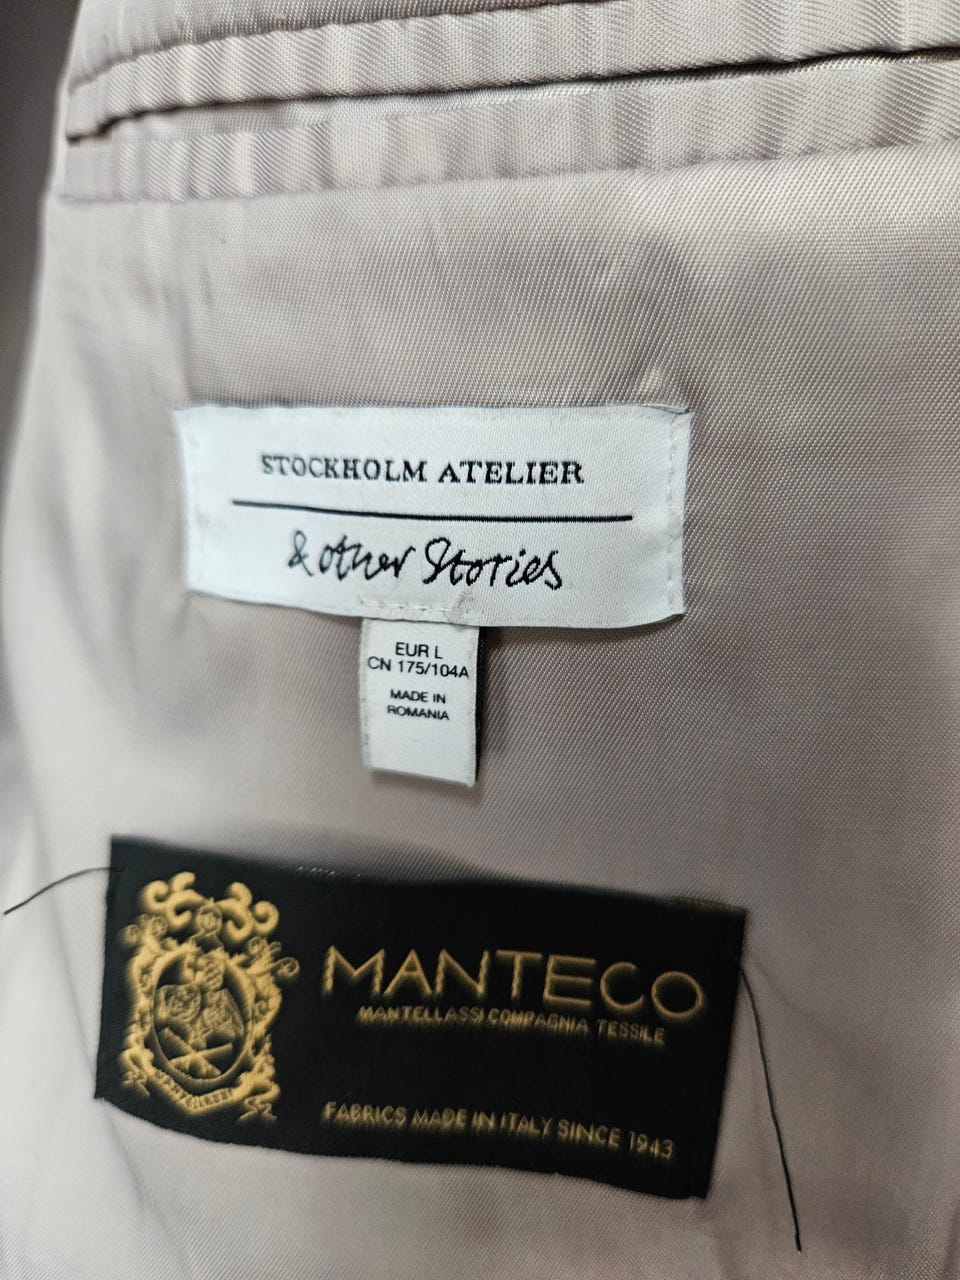 STOCKHOLM ATELIER
& other Stories
EUR L
CN 175/104A
MADE IN
ROMANIA
MANTECO
MANTELLASSI COMPAGNIA TESSILE
MANTELLASSI
FABRICS MADE IN ITALY SINCE 1943